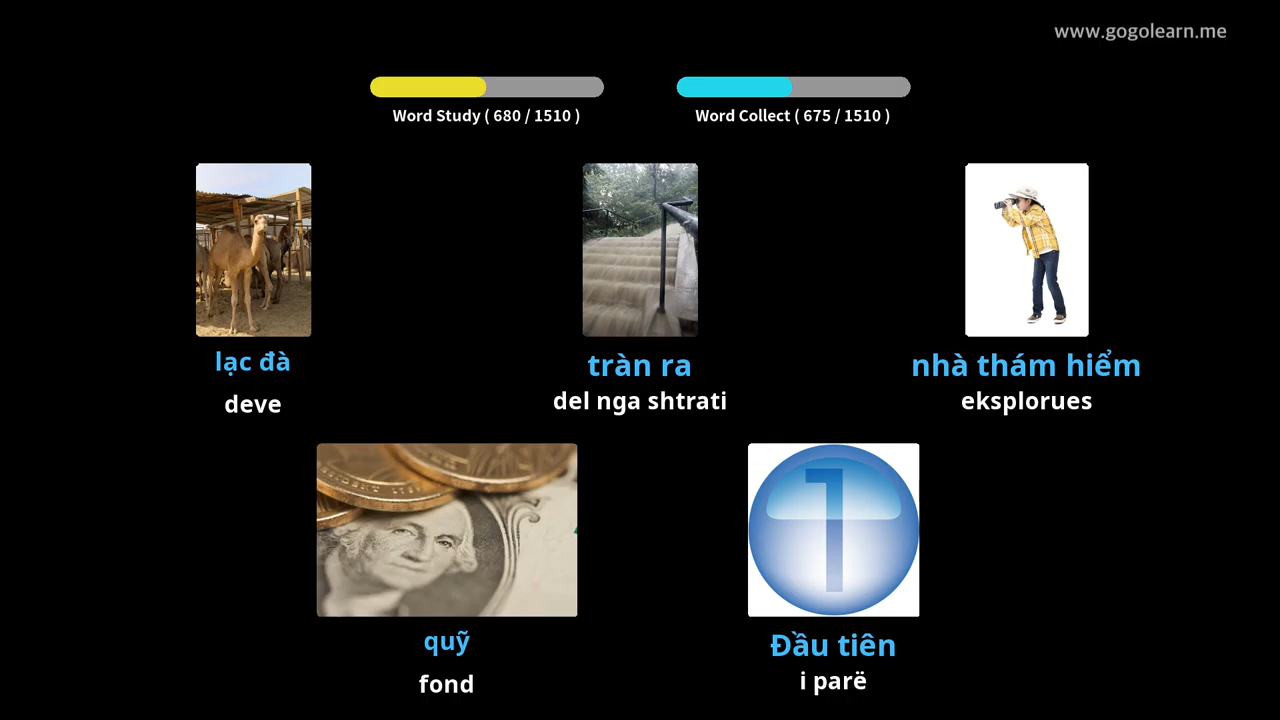 www.gogolearn.me
Word Study ( 680 / 1510 )
Word Collect ( 675 / 1510 )
lạc đà
deve
tràn ra
del nga shtrati
nhà thám hiểm
eksplorues
quỹ
fond
1
Đầu tiên
i parë